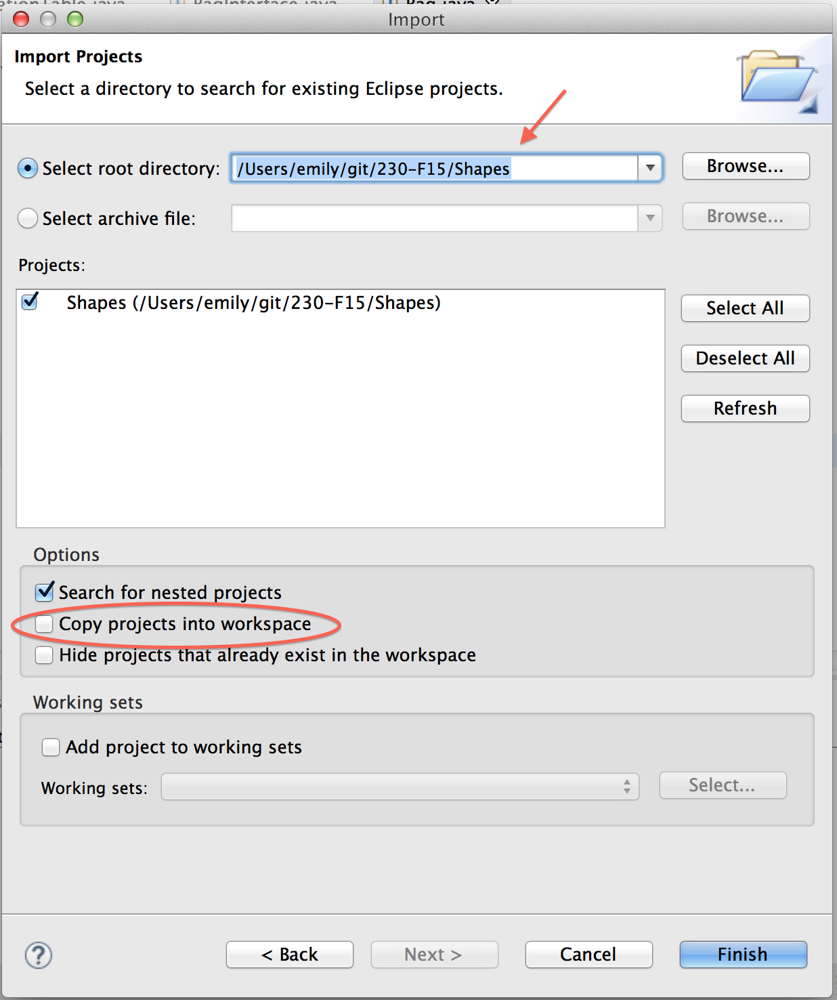 Import
Import Projects
Select a directory to search for existing Eclipse projects.
Select root directory: /Users/emily/git/230-F15/Shapes Browse...
Select archive file: Browse...
Projects:
Shapes (/Users/emily/git/230-F15/Shapes)
Select All
Deselect All
Refresh
Options
Search for nested projects
Copy projects into workspace
Hide projects that already exist in the workspace
Working sets
Add project to working sets
Working sets: Select...
? < Back Next > Cancel Finish